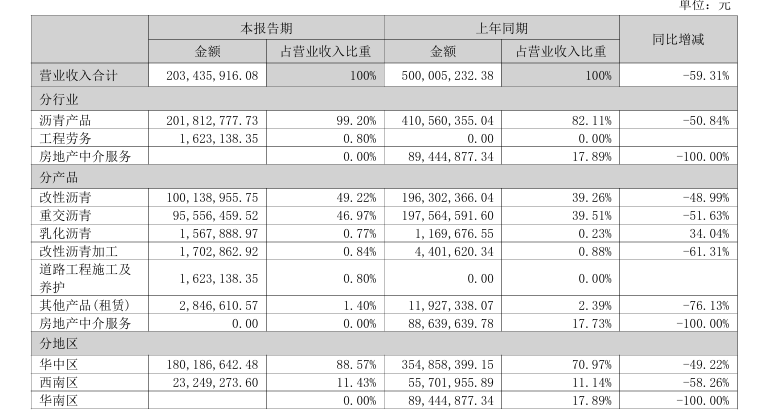 单位：元
本报告期 上年同期 同比增减
金额 占营业收入比重 金额 占营业收入比重
营业收入合计 203,435,916.08 100% 500,005,232.38 100% -59.31%
分行业
沥青产品 201,812,777.73 99.20% 410,560,355.04 82.11% -50.84%
工程劳务 1,623,138.35 0.80% 0.00 0.00%
房地产中介服务 0.00% 89,444,877.34 17.89% -100.00%
分产品
改性沥青 100,138,955.75 49.22% 196,302,366.04 39.26% -48.99%
重交沥青 95,556,459.52 46.97% 197,564,591.60 39.51% -51.63%
乳化沥青 1,567,888.97 0.77% 1,169,676.55 0.23% 34.04%
改性沥青加工 1,702,862.92 0.84% 4,401,620.34 0.88% -61.31%
道路工程施工及
养护 1,623,138.35 0.80% 0.00 0.00%
其他产品(租赁) 2,846,610.57 1.40% 11,927,338.07 2.39% -76.13%
房地产中介服务 0.00 0.00% 88,639,639.78 17.73% -100.00%
分地区
华中区 180,186,642.48 88.57% 354,858,399.15 70.97% -49.22%
西南区 23,249,273.60 11.43% 55,701,955.89 11.14% -58.26%
华南区 0.00% 89,444,877.34 17.89% -100.00%